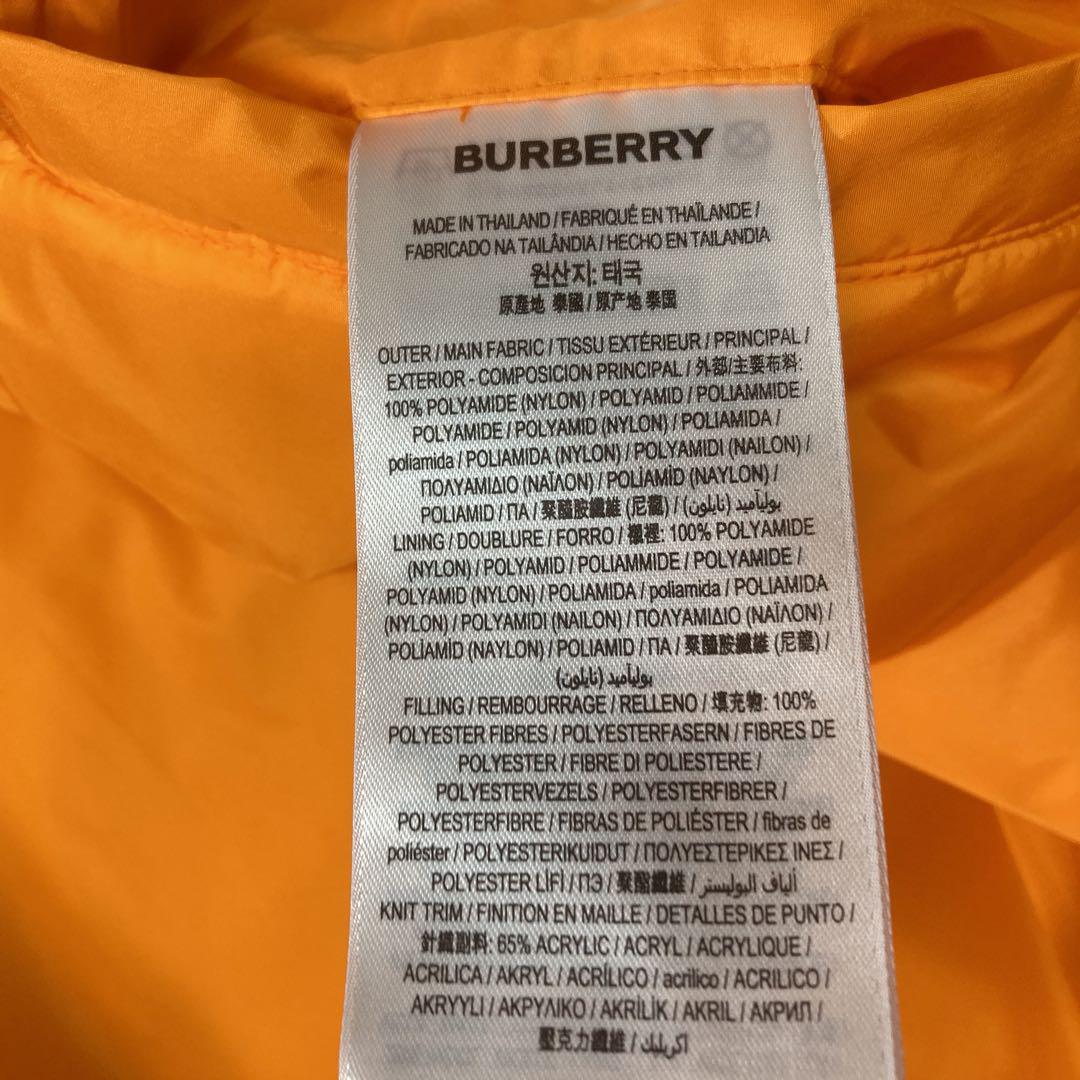 BURBERRY
MADE IN THAILAND / FABRIQUÉ EN THAÏLANDE /
FABRICADO NA TAILÂNDIA / HECHO EN TAILANDIA
원산지: 태국
原產地 泰國 / 原产地 泰国
OUTER / MAIN FABRIC / TISSU EXTÉRIEUR / PRINCIPAL /
EXTERIOR - COMPOSICION PRINCIPAL / 外部/主要布料:
100% POLYAMIDE (NYLON) / POLYAMID / POLIAMMIDE /
POLYAMIDE / POLYAMID (NYLON) / POLIAMIDA /
poliamida / POLIAMIDA (NYLON) / POLYAMIDI (NAILON) /
ΠΟΛΥΑΜΙΔΙΟ (ΝΑΪΛΟΝ) / POLİAMİD (NAYLON) /
POLIAMID / ПА / 聚醯胺纖維 (尼龍) / بوليأميد (نايلون)
LINING / DOUBLURE / FORRO / 襯裡: 100% POLYAMIDE
(NYLON) / POLYAMID / POLIAMMIDE / POLYAMIDE /
POLYAMID (NYLON) / POLIAMIDA / poliamida / POLIAMIDA
(NYLON) / POLYAMIDI (NAILON) / ΠΟΛΥΑΜΙΔΙΟ (ΝΑΪΛΟΝ) /
POLİAMİD (NAYLON) / POLIAMID / ПА / 聚醯胺纖維 (尼龍) /
بوليأميد (نايلون)
FILLING / REMBOURRAGE / RELLENO / 填充物: 100%
POLYESTER FIBRES / POLYESTERFASERN / FIBRES DE
POLYESTER / FIBRE DI POLIESTERE /
POLYESTERVEZELS / POLYESTERFIBRER /
POLYESTERFIBRE / FIBRAS DE POLIÉSTER / fibras de
poliéster / POLYESTERIKUIDUT / ΠΟΛΥΕΣΤΕΡΙΚΕΣ ΙΝΕΣ /
POLYESTER LİFİ / ПЭ / 聚酯纖維 / ألياف البوليستر
KNIT TRIM / FINITION EN MAILLE / DETALLES DE PUNTO /
針織副料: 65% ACRYLIC / ACRYL / ACRYLIQUE /
ACRILICA / AKRYL / ACRÍLICO / acrílico / ACRILICO /
AKRYYLI / ΑΚΡΥΛΙΚΟ / AKRİLİK / AKRIL / АКРИЛ /
壓克力纖維 / اكريليك